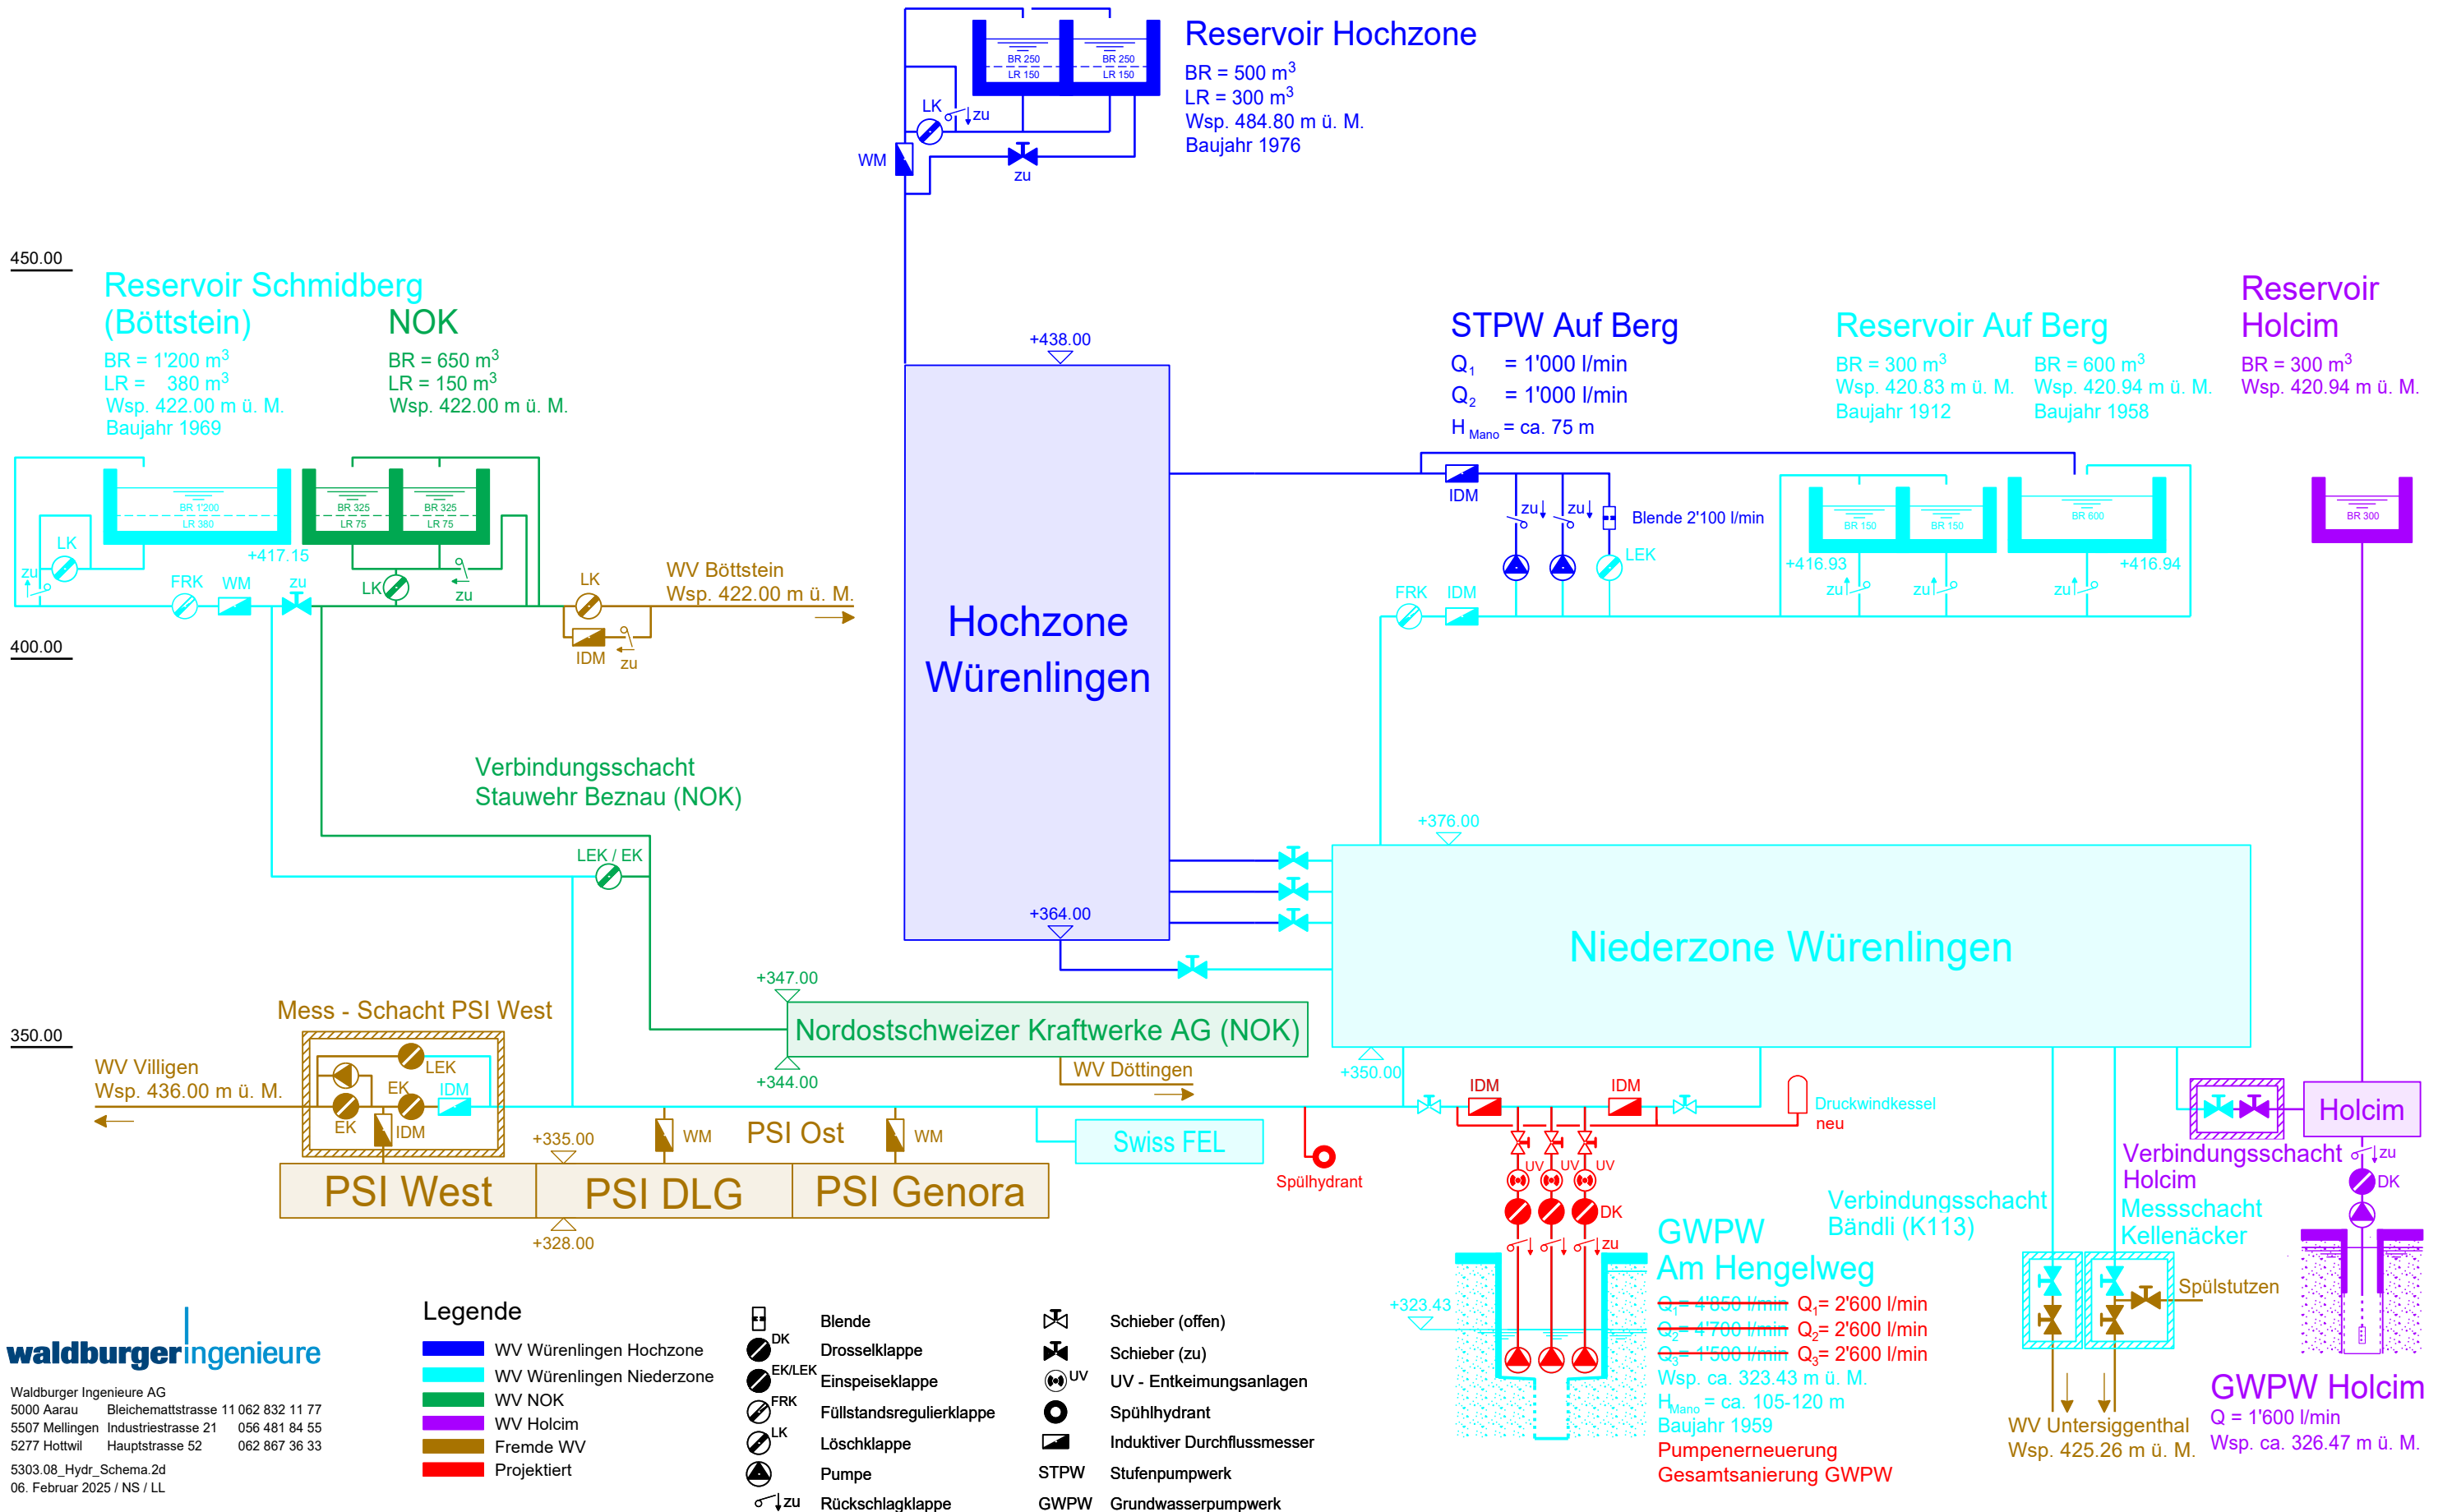 Reservoir Hochzone
BR = 500 m³
LR = 300 m³
Wsp. 484.80 m ü. M.
Baujahr 1976
BR 250
LR 150
BR 250
LR 150
LK
zu
WM
zu
450.00
400.00
350.00
Reservoir Schmidberg
(Böttstein)
BR = 1'200 m³
LR = 380 m³
Wsp. 422.00 m ü. M.
Baujahr 1969
NOK
BR = 650 m³
LR = 150 m³
Wsp. 422.00 m ü. M.
BR 1'200
LR 380
BR 325
LR 75
BR 325
LR 75
+417.15
LK
zu
FRK
WM
zu
LK
zu
LK
IDM
zu
WV Böttstein
Wsp. 422.00 m ü. M.
+438.00
Hochzone
Würenlingen
+364.00
STPW Auf Berg
Q₁ = 1'000 l/min
Q₂ = 1'000 l/min
H Mano = ca. 75 m
IDM
zu
zu
Blende 2'100 l/min
LEK
FRK
IDM
Reservoir Auf Berg
BR = 300 m³
Wsp. 420.83 m ü. M.
Baujahr 1912
BR = 600 m³
Wsp. 420.94 m ü. M.
Baujahr 1958
BR 150
BR 150
BR 600
+416.93
+416.94
zu
zu
zu
Reservoir
Holcim
BR = 300 m³
Wsp. 420.94 m ü. M.
BR 300
Verbindungsschacht
Stauwehr Beznau (NOK)
LEK / EK
+376.00
Niederzone Würenlingen
+350.00
+347.00
Nordostschweizer Kraftwerke AG (NOK)
+344.00
WV Döttingen
Mess - Schacht PSI West
WV Villigen
Wsp. 436.00 m ü. M.
LEK
EK
IDM
EK
IDM
+335.00
WM
PSI Ost
WM
PSI West
PSI DLG
PSI Genora
+328.00
Swiss FEL
Spülhydrant
IDM
IDM
Druckwindkessel
neu
UV
UV
UV
DK
zu
+323.43
GWPW
Am Hengelweg
Q₁= 4'850 l/min Q₁= 2'600 l/min
Q₂= 4'700 l/min Q₂= 2'600 l/min
Q₃= 1'500 l/min Q₃= 2'600 l/min
Wsp. ca. 323.43 m ü. M.
HMano = ca. 105-120 m
Baujahr 1959
Pumpenerneuerung
Gesamtsanierung GWPW
Verbindungsschacht
Bändli (K113)
Holcim
Verbindungsschacht
Holcim
zu
DK
Messschacht
Kellenäcker
Spülstutzen
WV Untersiggenthal
Wsp. 425.26 m ü. M.
GWPW Holcim
Q = 1'600 l/min
Wsp. ca. 326.47 m ü. M.
waldburger ingenieure
Waldburger Ingenieure AG
5000 Aarau Bleichemattstrasse 11 062 832 11 77
5507 Mellingen Industriestrasse 21 056 481 84 55
5277 Hottwil Hauptstrasse 52 062 867 36 33
5303.08_Hydr_Schema.2d
06. Februar 2025 / NS / LL
Legende
WV Würenlingen Hochzone
WV Würenlingen Niederzone
WV NOK
WV Holcim
Fremde WV
Projektiert
Blende
DK Drosselklappe
EK/LEK Einspeiseklappe
FRK Füllstandsregulierklappe
LK Löschklappe
Pumpe
zu Rückschlagklappe
Schieber (offen)
Schieber (zu)
UV UV - Entkeimungsanlagen
Spühlhydrant
Induktiver Durchflussmesser
STPW Stufenpumpwerk
GWPW Grundwasserpumpwerk